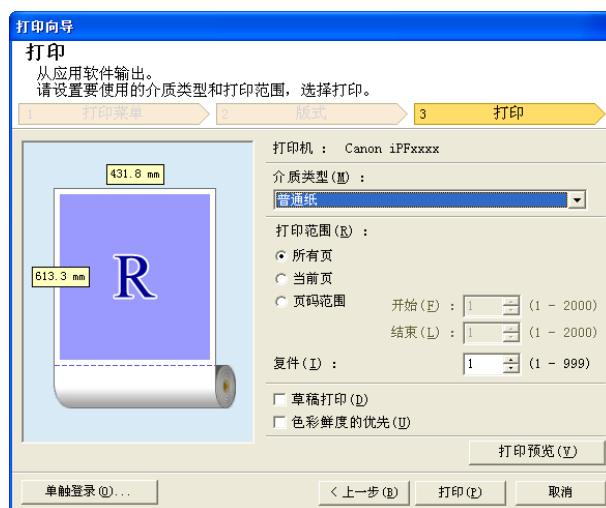 打印向导
打印
从应用软件输出。
请设置要使用的介质类型和打印范围，选择打印。
1 打印菜单 2 版式 3 打印
打印机 : Canon iPFxxxx
介质类型(M) :
普通纸
431.8 mm
613.3 mm
R
打印范围(R) :
所有页
当前页
页码范围 开始(F) : 1 (1 - 2000)
结束(L) : 1 (1 - 2000)
复件(I) : 1 (1 - 999)
草稿打印(D)
色彩鲜度的优先(U)
打印预览(V)
单触登录(O)... < 上一步(B) 打印(P) 取消